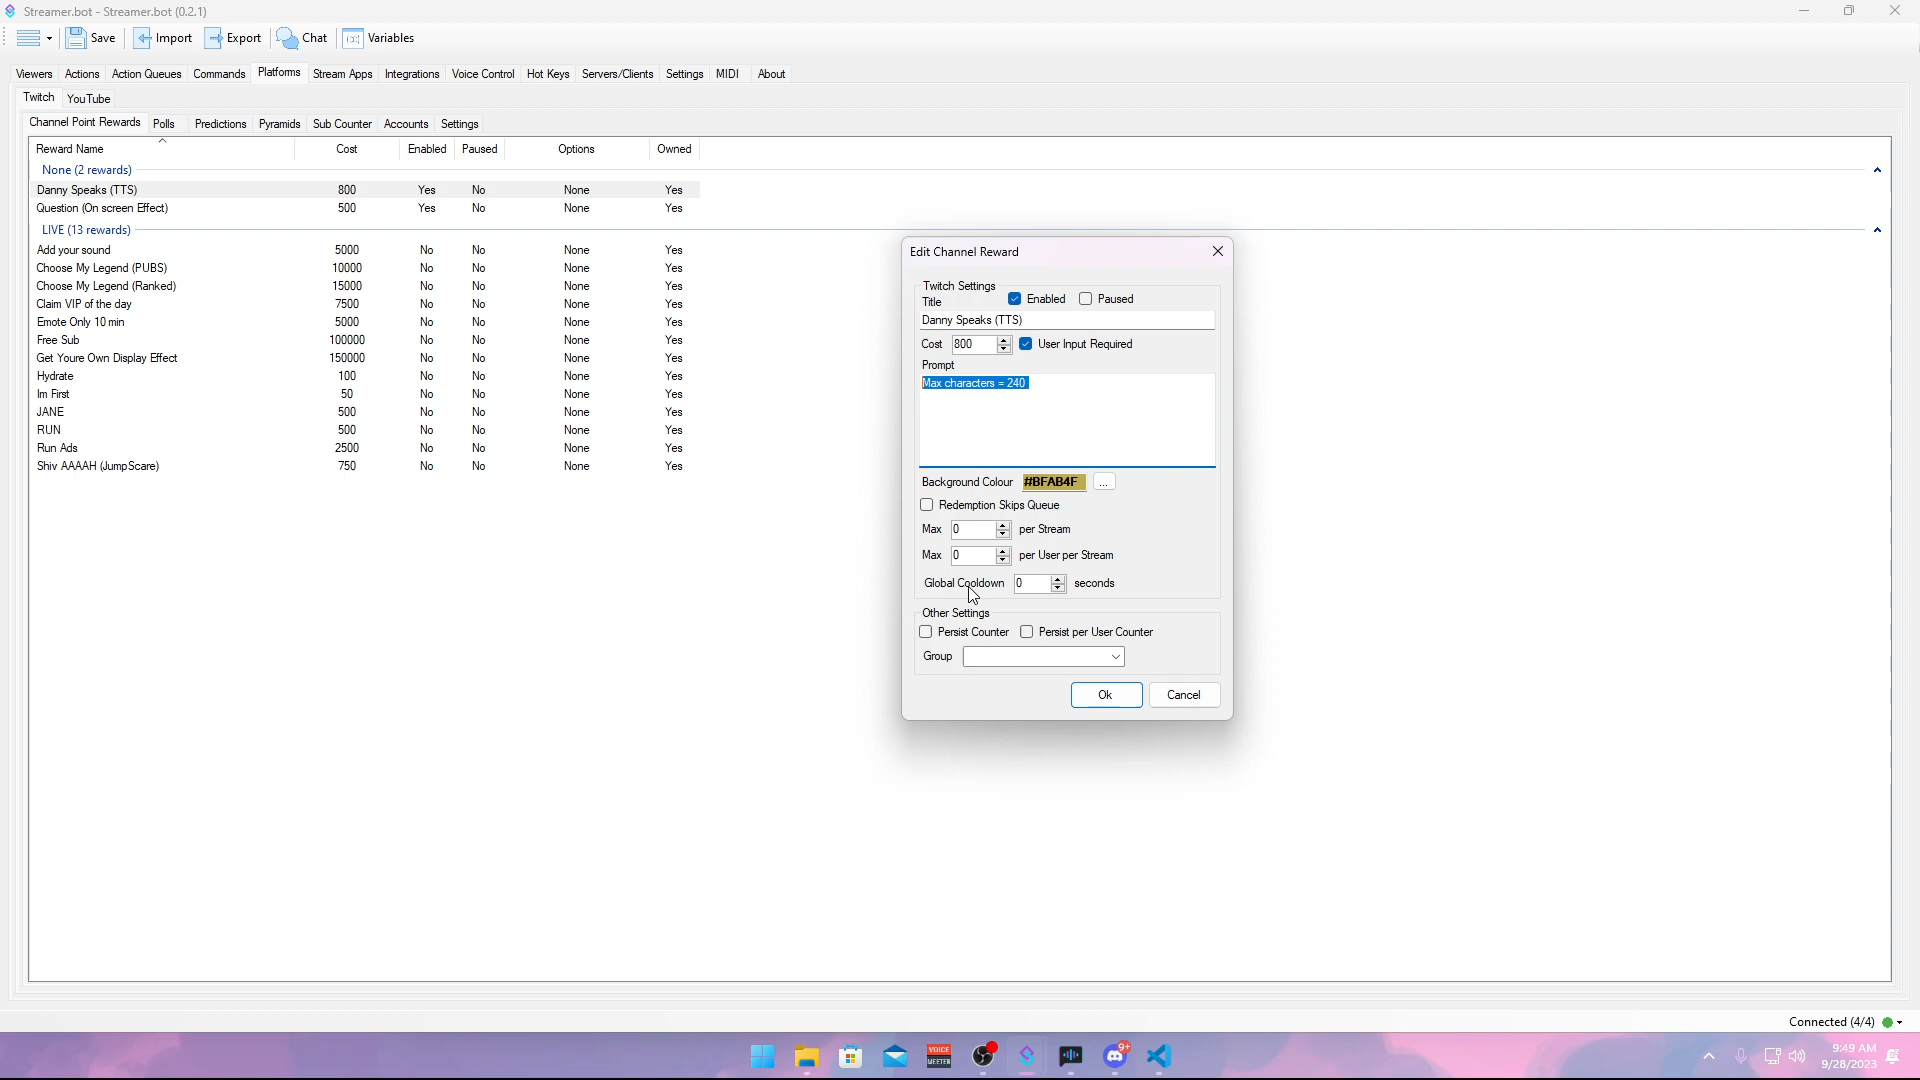 Streamer.bot - Streamer.bot (0.2.1)
Save Import Export Chat Variables
Viewers Actions Action Queues Commands Platforms Stream Apps Integrations Voice Control Hot Keys Servers/Clients Settings MIDI About
Twitch YouTube
Channel Point Rewards Polls Predictions Pyramids Sub Counter Accounts Settings
Reward Name Cost Enabled Paused Options Owned
None (2 rewards)
Danny Speaks (TTS) 800 Yes No None Yes
Question (On screen Effect) 500 Yes No None Yes
LIVE (13 rewards)
Add your sound 5000 No No None Yes
Choose My Legend (PUBS) 10000 No No None Yes
Choose My Legend (Ranked) 15000 No No None Yes
Claim VIP of the day 7500 No No None Yes
Emote Only 10 min 5000 No No None Yes
Free Sub 100000 No No None Yes
Get Youre Own Display Effect 150000 No No None Yes
Hydrate 100 No No None Yes
Im First 50 No No None Yes
JANE 500 No No None Yes
RUN 500 No No None Yes
Run Ads 2500 No No None Yes
Shiv AAAAH (JumpScare) 750 No No None Yes
Edit Channel Reward
Twitch Settings
Title Enabled Paused
Danny Speaks (TTS)
Cost 800 User Input Required
Prompt
Max characters = 240
Background Colour #BFAB4F ...
Redemption Skips Queue
Max 0 per Stream
Max 0 per User per Stream
Global Cooldown 0 seconds
Other Settings
Persist Counter Persist per User Counter
Group
Ok Cancel
Connected (4/4)
VOICE MEETER
9+
9:49 AM
9/28/2023